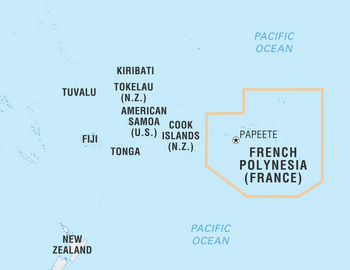 PACIFIC
OCEAN
KIRIBATI
TOKELAU
(N.Z.)
TUVALU
AMERICAN
SAMOA
(U.S.)
COOK
ISLANDS
(N.Z.)
FIJI
TONGA
PAPEETE
FRENCH
POLYNESIA
(FRANCE)
PACIFIC
OCEAN
NEW
ZEALAND